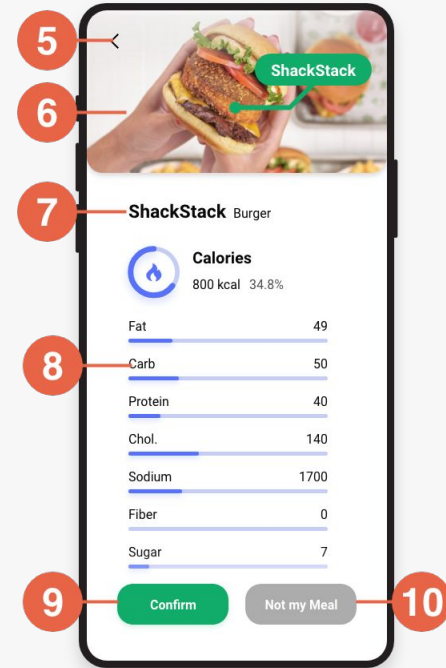 5
6
ShackStack
7
ShackStack Burger
Calories
800 kcal 34.8%
Fat 49
8
Carb 50
Protein 40
Chol. 140
Sodium 1700
Fiber 0
Sugar 7
9
Confirm
Not my Meal
10